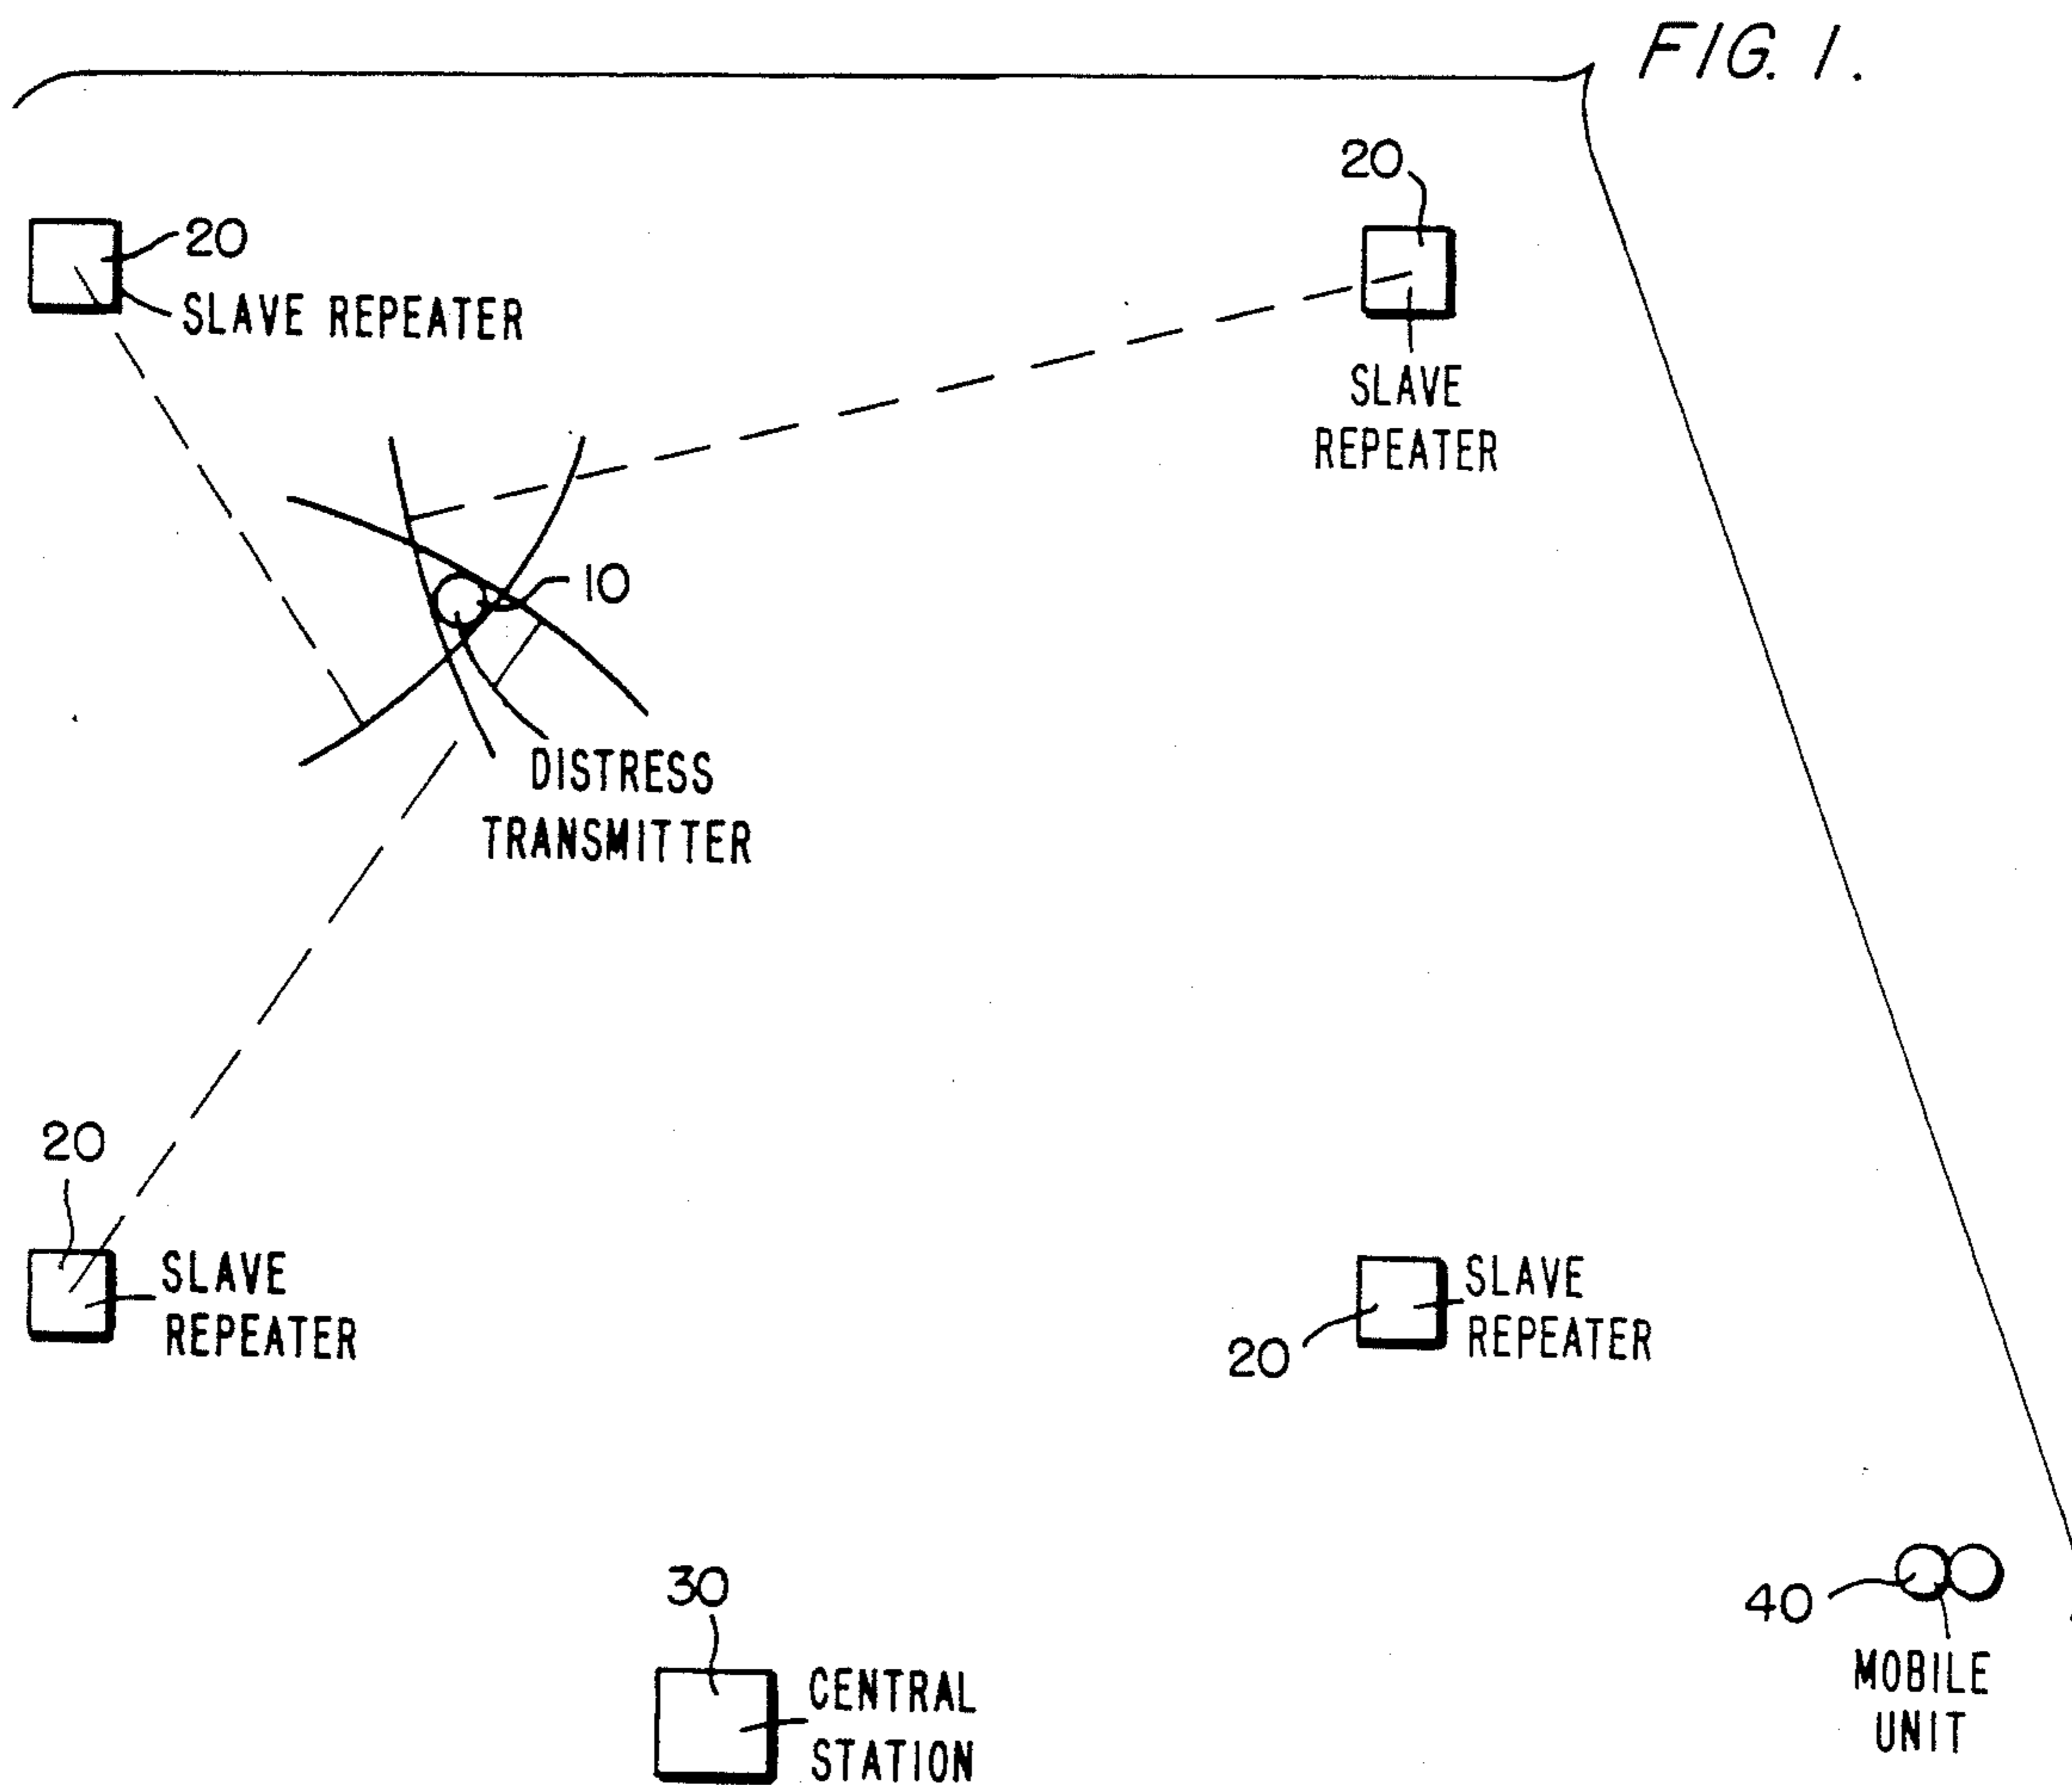 FIG. 1.
20
20
SLAVE REPEATER
SLAVE
REPEATER
10
DISTRESS
TRANSMITTER
20
SLAVE
REPEATER
SLAVE
REPEATER
20
30
CENTRAL
STATION
40
MOBILE
UNIT